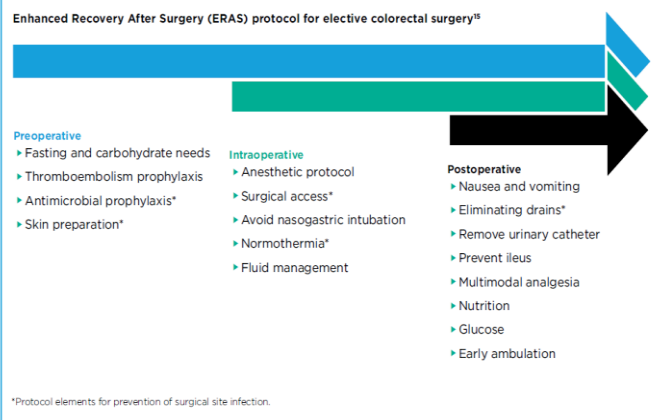 Enhanced Recovery After Surgery (ERAS) protocol for elective colorectal surgery¹⁵
Preoperative
▸ Fasting and carbohydrate needs
▸ Thromboembolism prophylaxis
▸ Antimicrobial prophylaxis*
▸ Skin preparation*
Intraoperative
▸ Anesthetic protocol
▸ Surgical access*
▸ Avoid nasogastric intubation
▸ Normothermia*
▸ Fluid management
Postoperative
▸ Nausea and vomiting
▸ Eliminating drains*
▸ Remove urinary catheter
▸ Prevent ileus
▸ Multimodal analgesia
▸ Nutrition
▸ Glucose
▸ Early ambulation
*Protocol elements for prevention of surgical site infection.